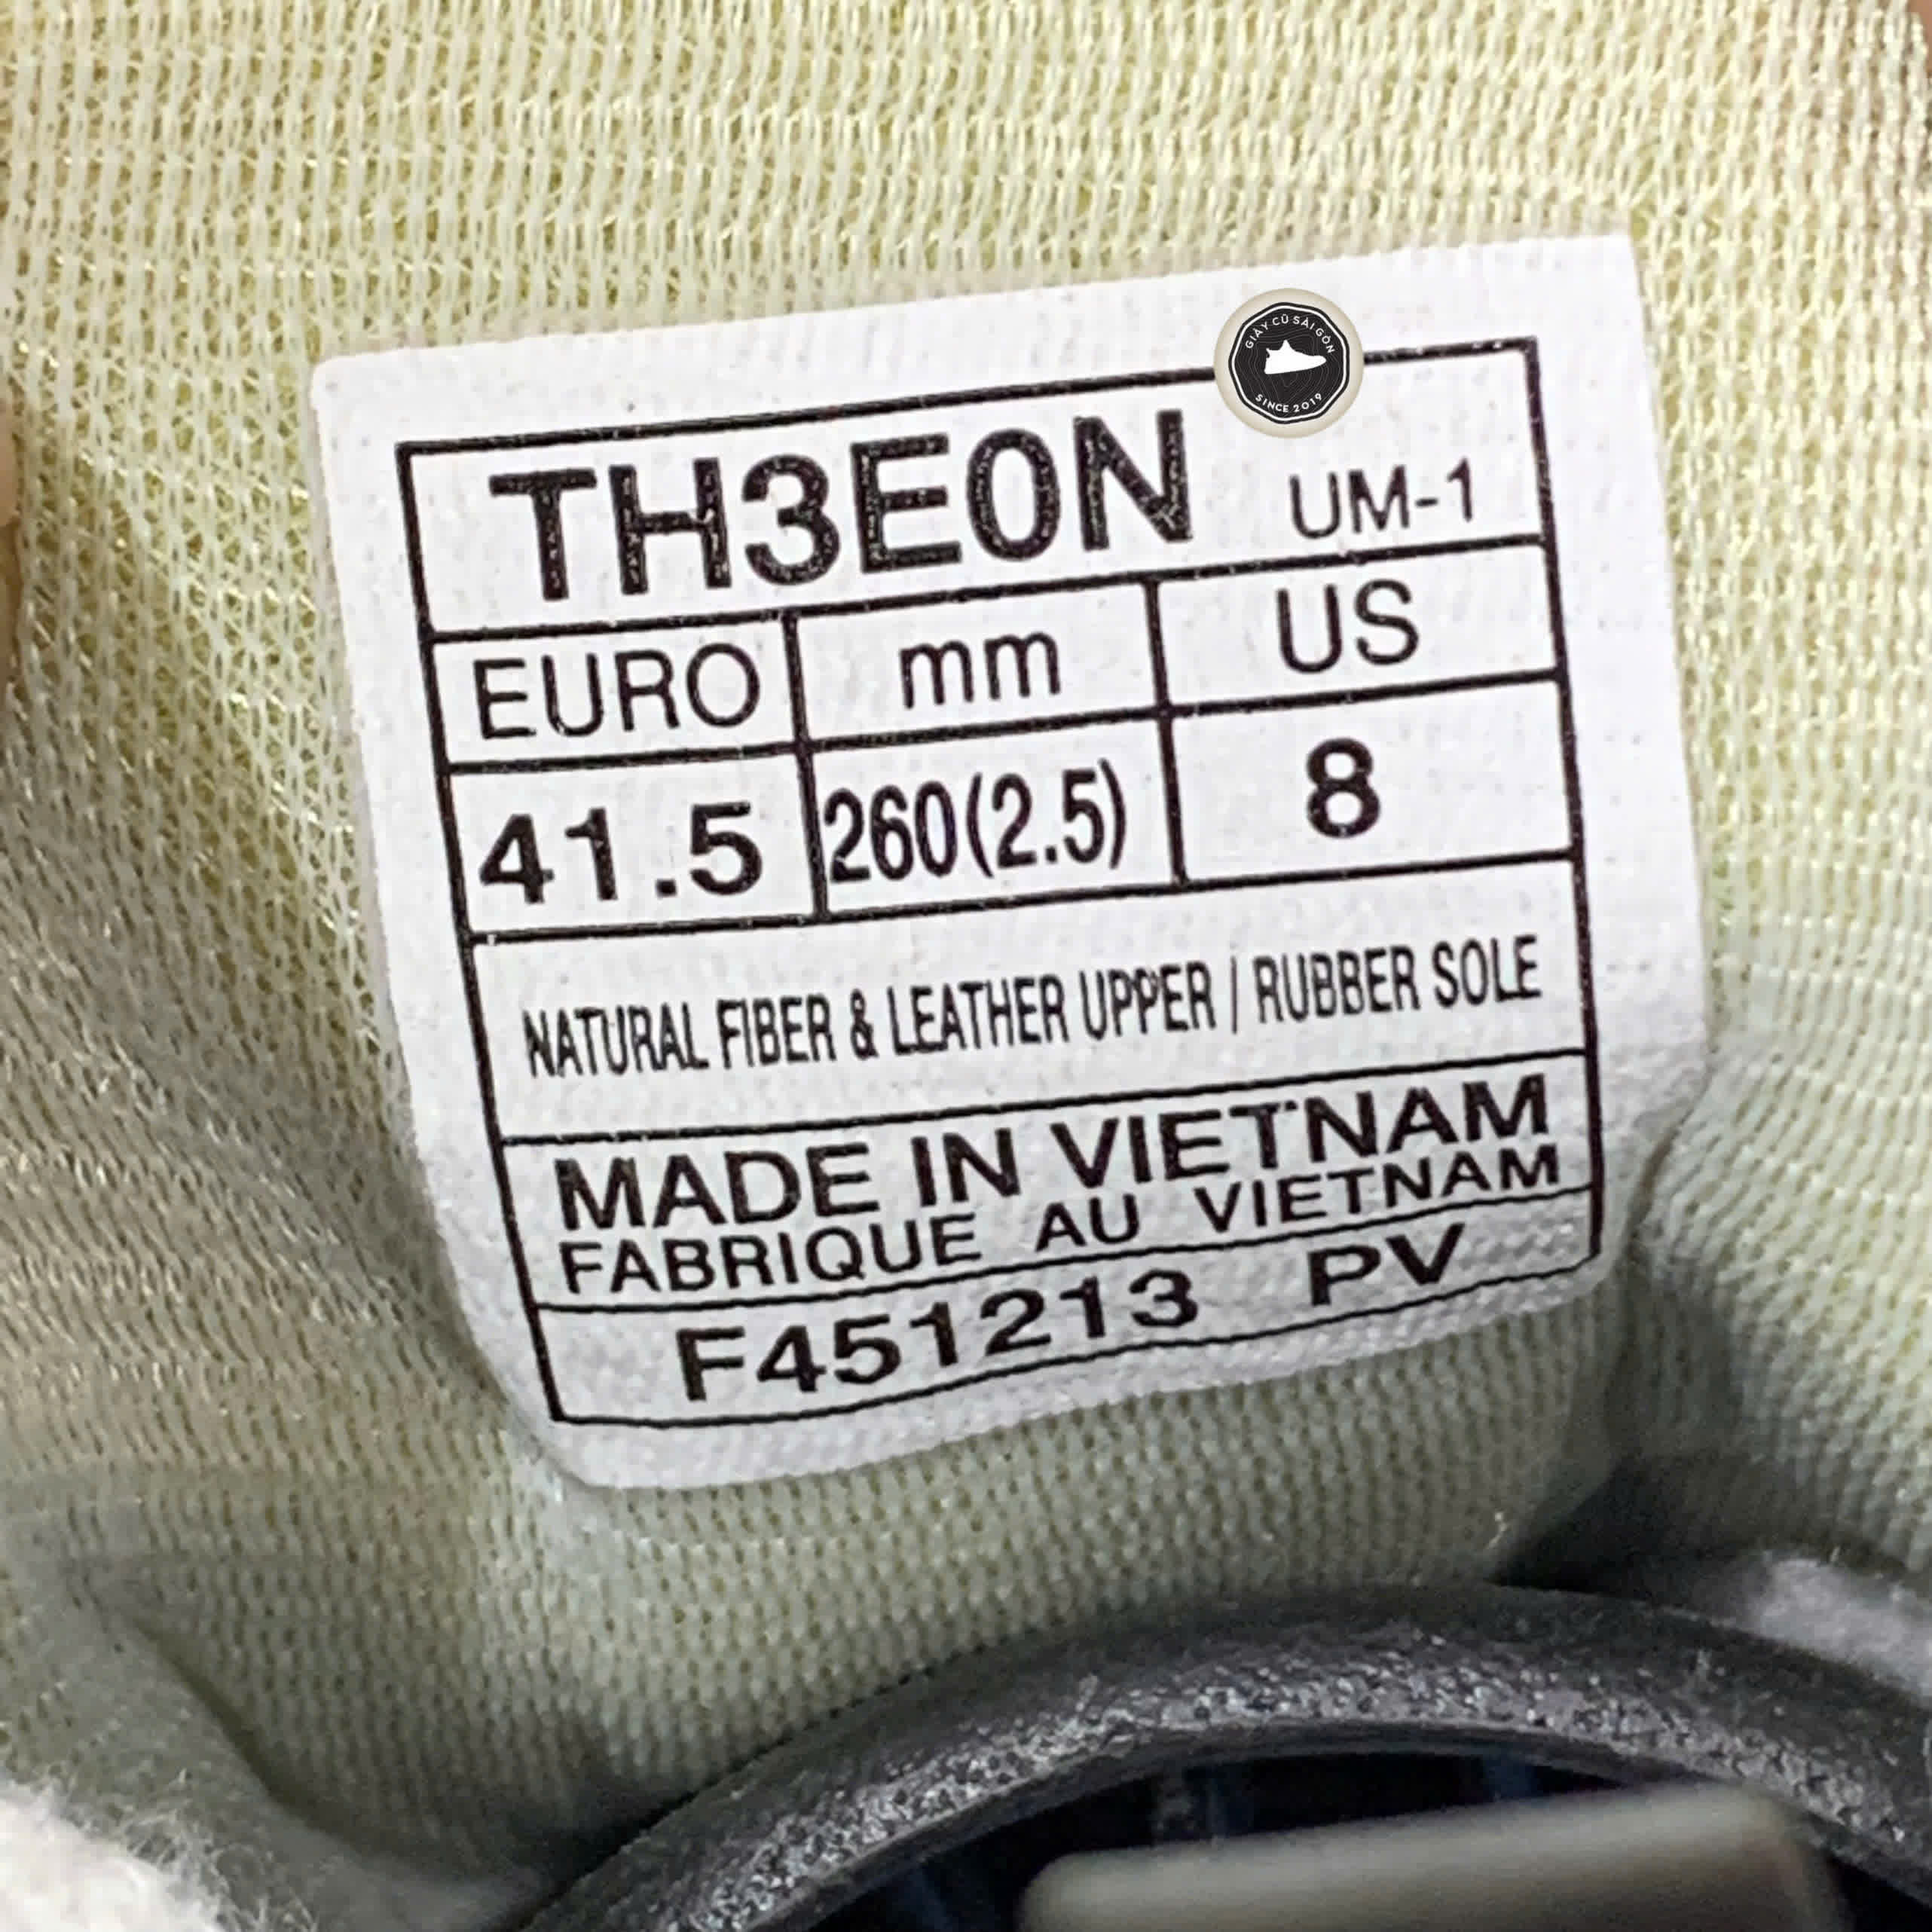 GIÀY CŨ SÀI GÒN
SINCE 2019
TH3E0N UM-1
EURO mm US
41.5 260(2.5) 8
NATURAL FIBER & LEATHER UPPER / RUBBER SOLE
MADE IN VIETNAM
FABRIQUE AU VIETNAM
F451213 PV